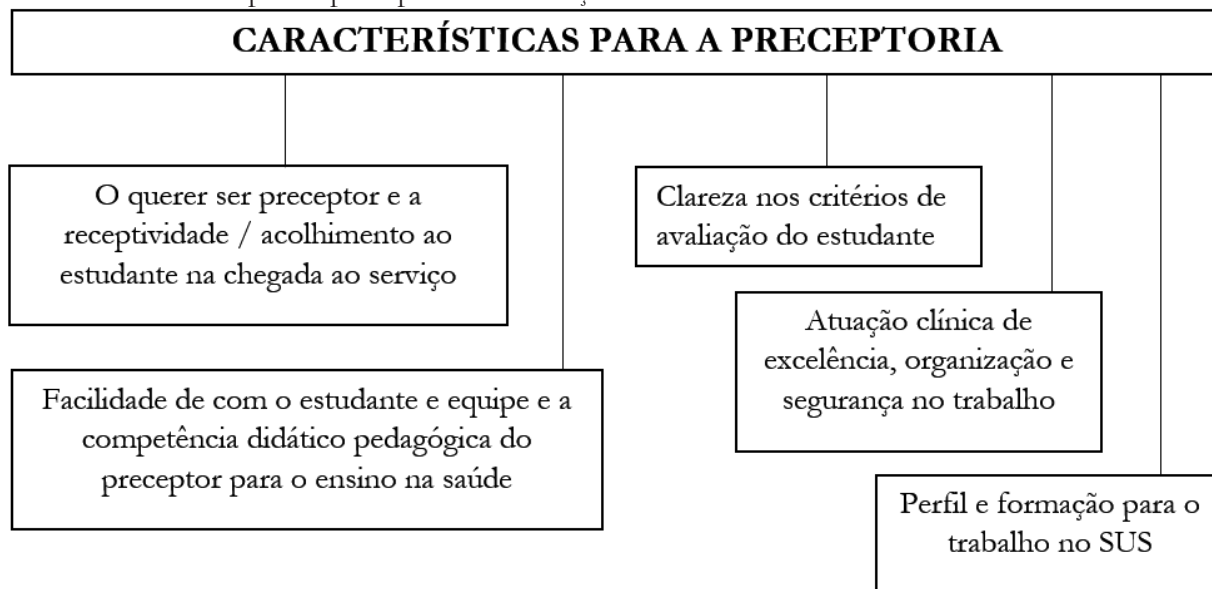 CARACTERÍSTICAS PARA A PRECEPTORIA
O querer ser preceptor e a
receptividade / acolhimento ao
estudante na chegada ao serviço
Facilidade de com o estudante e equipe e a
competência didático pedagógica do
preceptor para o ensino na saúde
Clareza nos critérios de
avaliação do estudante
Atuação clínica de
excelência, organização e
segurança no trabalho
Perfil e formação para o
trabalho no SUS